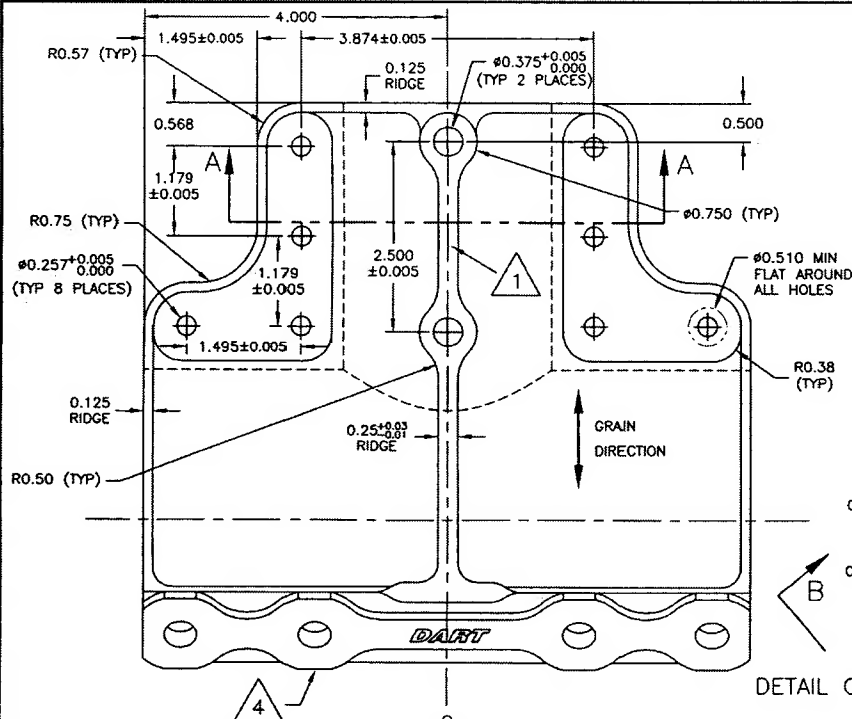 4.000
1.495±0.005
3.874±0.005
R0.57 (TYP)
0.125
RIDGE
ø0.375+0.005
0.000
(TYP 2 PLACES)
0.568
0.500
A
A
1.179
±0.005
R0.75 (TYP)
ø0.750 (TYP)
ø0.257+0.005
0.000
(TYP 8 PLACES)
1.179
±0.005
2.500
±0.005
1
ø0.510 MIN
FLAT AROUND
ALL HOLES
1.495±0.005
R0.38
(TYP)
0.125
RIDGE
0.25+0.03
-0.01
RIDGE
GRAIN
DIRECTION
R0.50 (TYP)
B
DART
DETAIL C
4